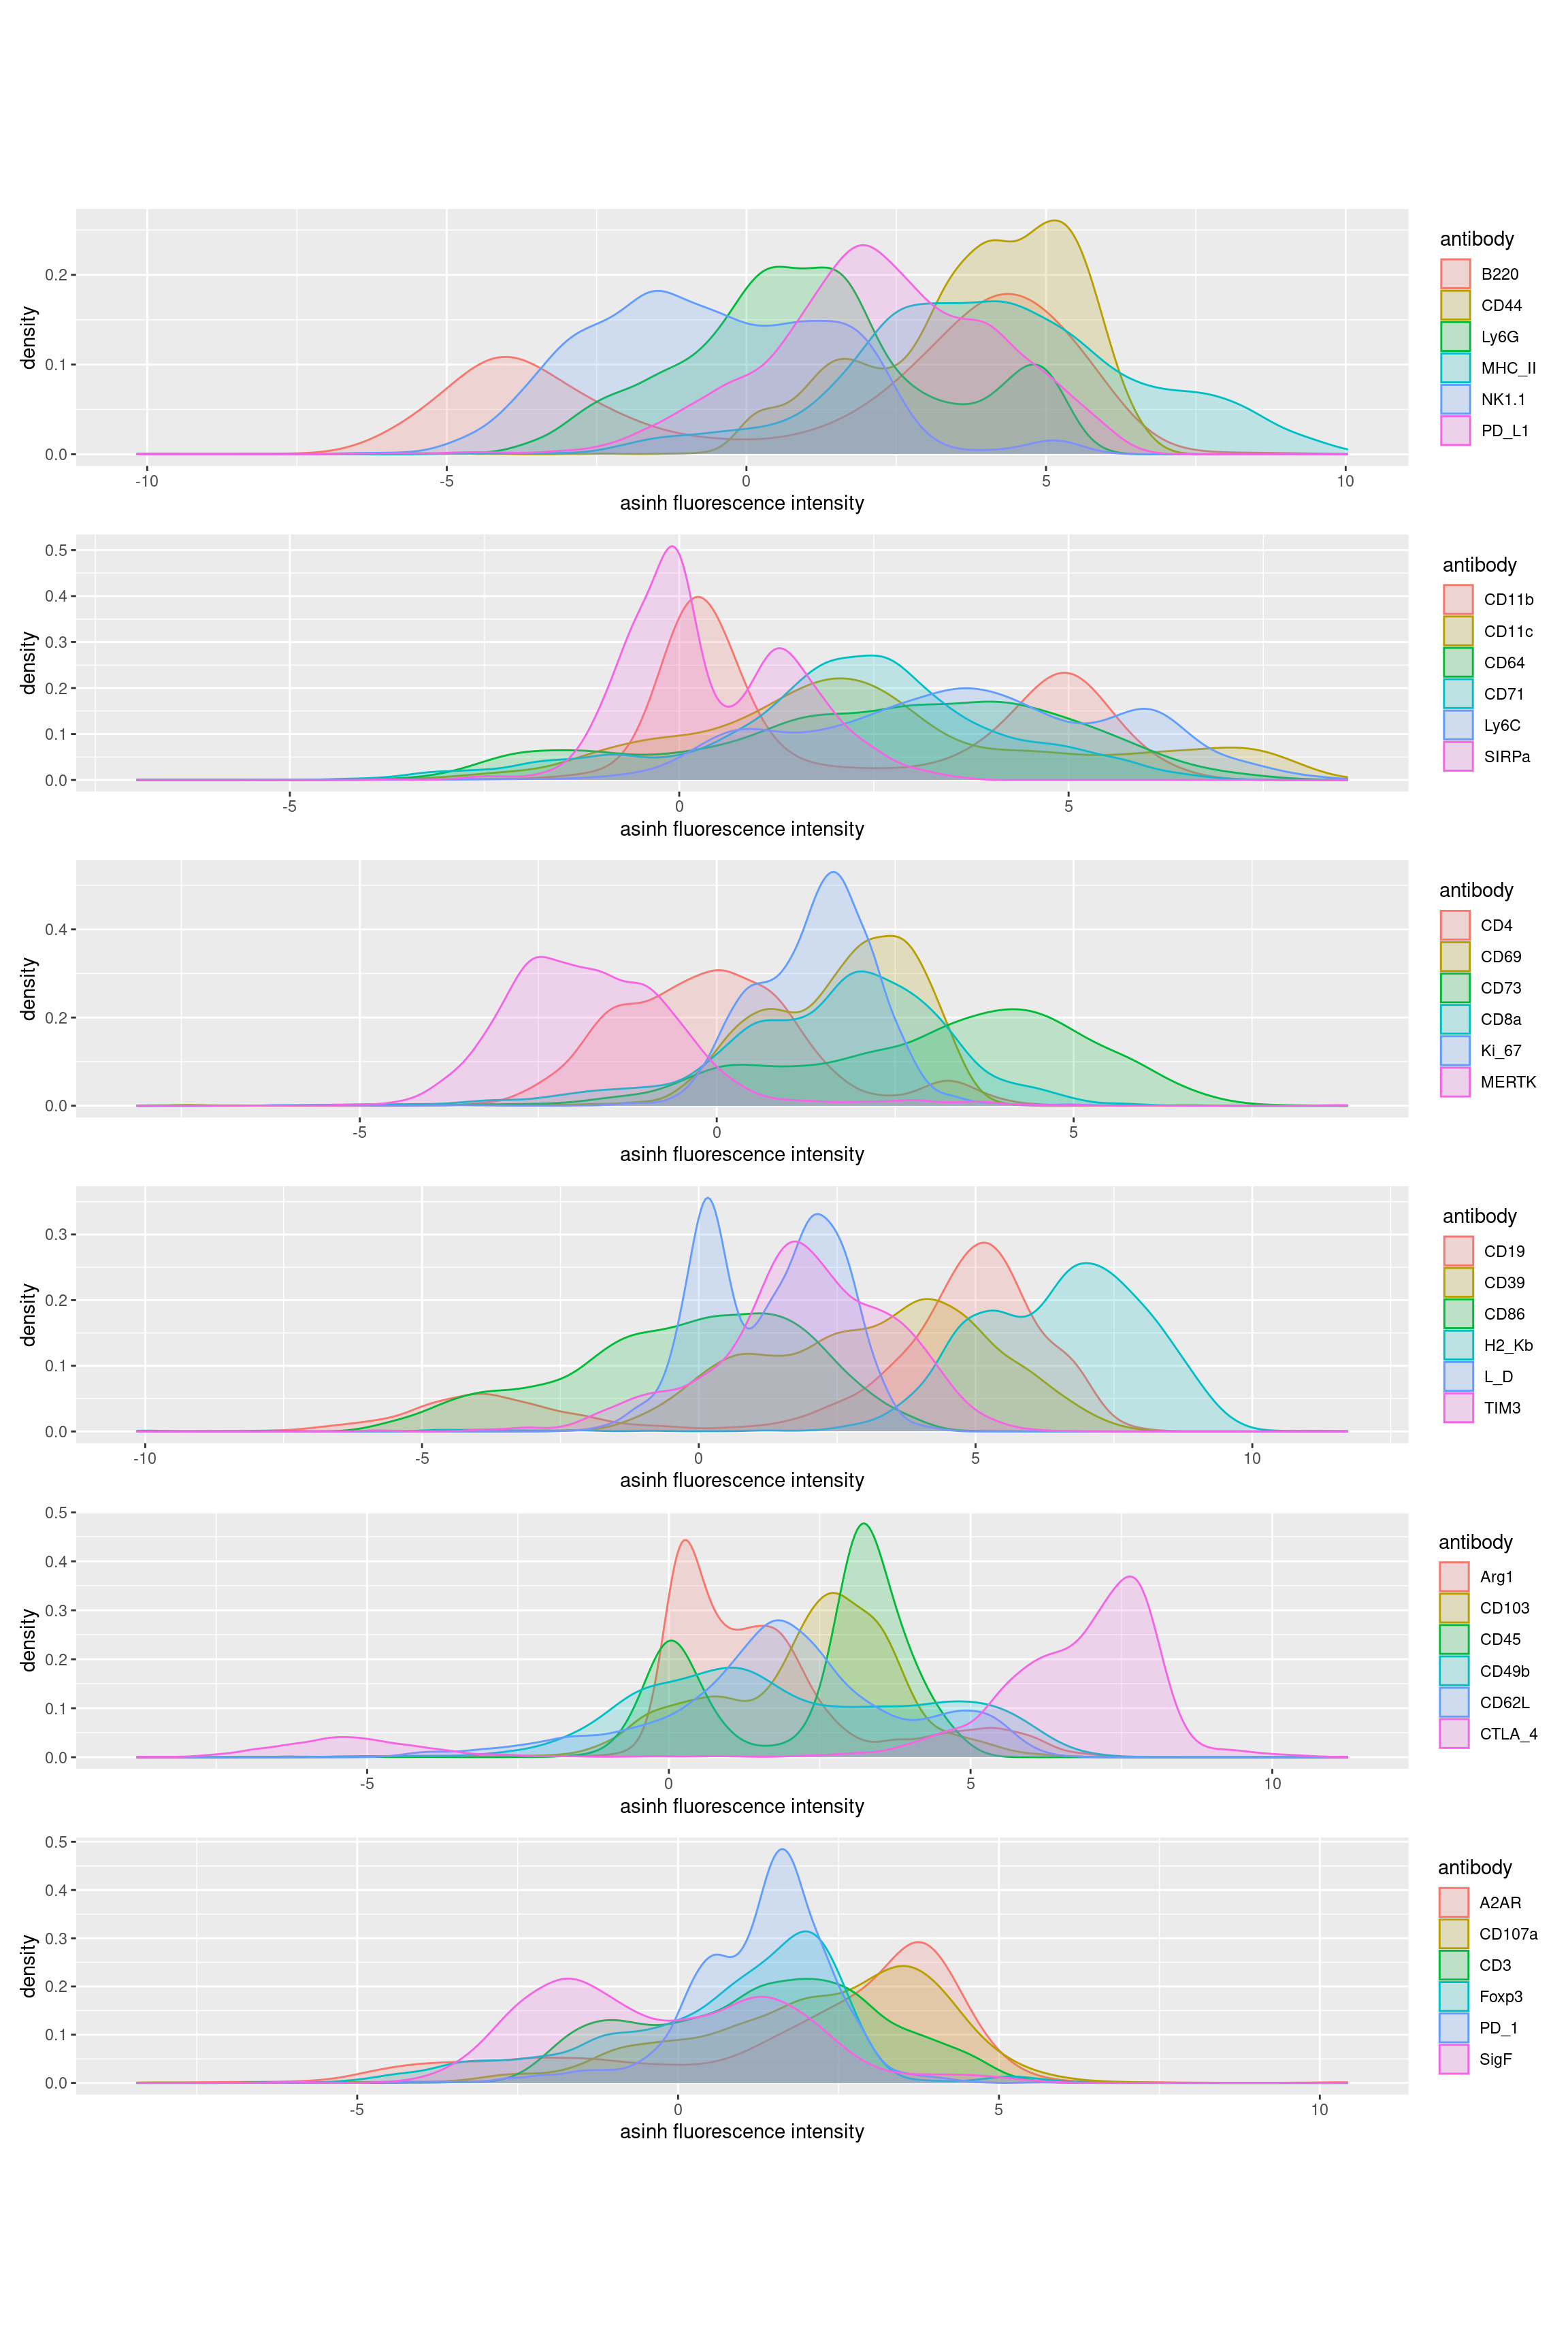 antibody
B220
CD44
Ly6G
MHC_II
NK1.1
PD_L1
density
0.2
0.1
0.0
-10 -5 0 5 10
asinh fluorescence intensity
antibody
CD11b
CD11c
CD64
CD71
Ly6C
SIRPa
density
0.5
0.4
0.3
0.2
0.1
0.0
-5 0 5
asinh fluorescence intensity
antibody
CD4
CD69
CD73
CD8a
Ki_67
MERTK
density
0.4
0.2
0.0
-5 0 5
asinh fluorescence intensity
antibody
CD19
CD39
CD86
H2_Kb
L_D
TIM3
density
0.3
0.2
0.1
0.0
-10 -5 0 5 10
asinh fluorescence intensity
antibody
Arg1
CD103
CD45
CD49b
CD62L
CTLA_4
density
0.5
0.4
0.3
0.2
0.1
0.0
-5 0 5 10
asinh fluorescence intensity
antibody
A2AR
CD107a
CD3
Foxp3
PD_1
SigF
density
0.5
0.4
0.3
0.2
0.1
0.0
-5 0 5 10
asinh fluorescence intensity